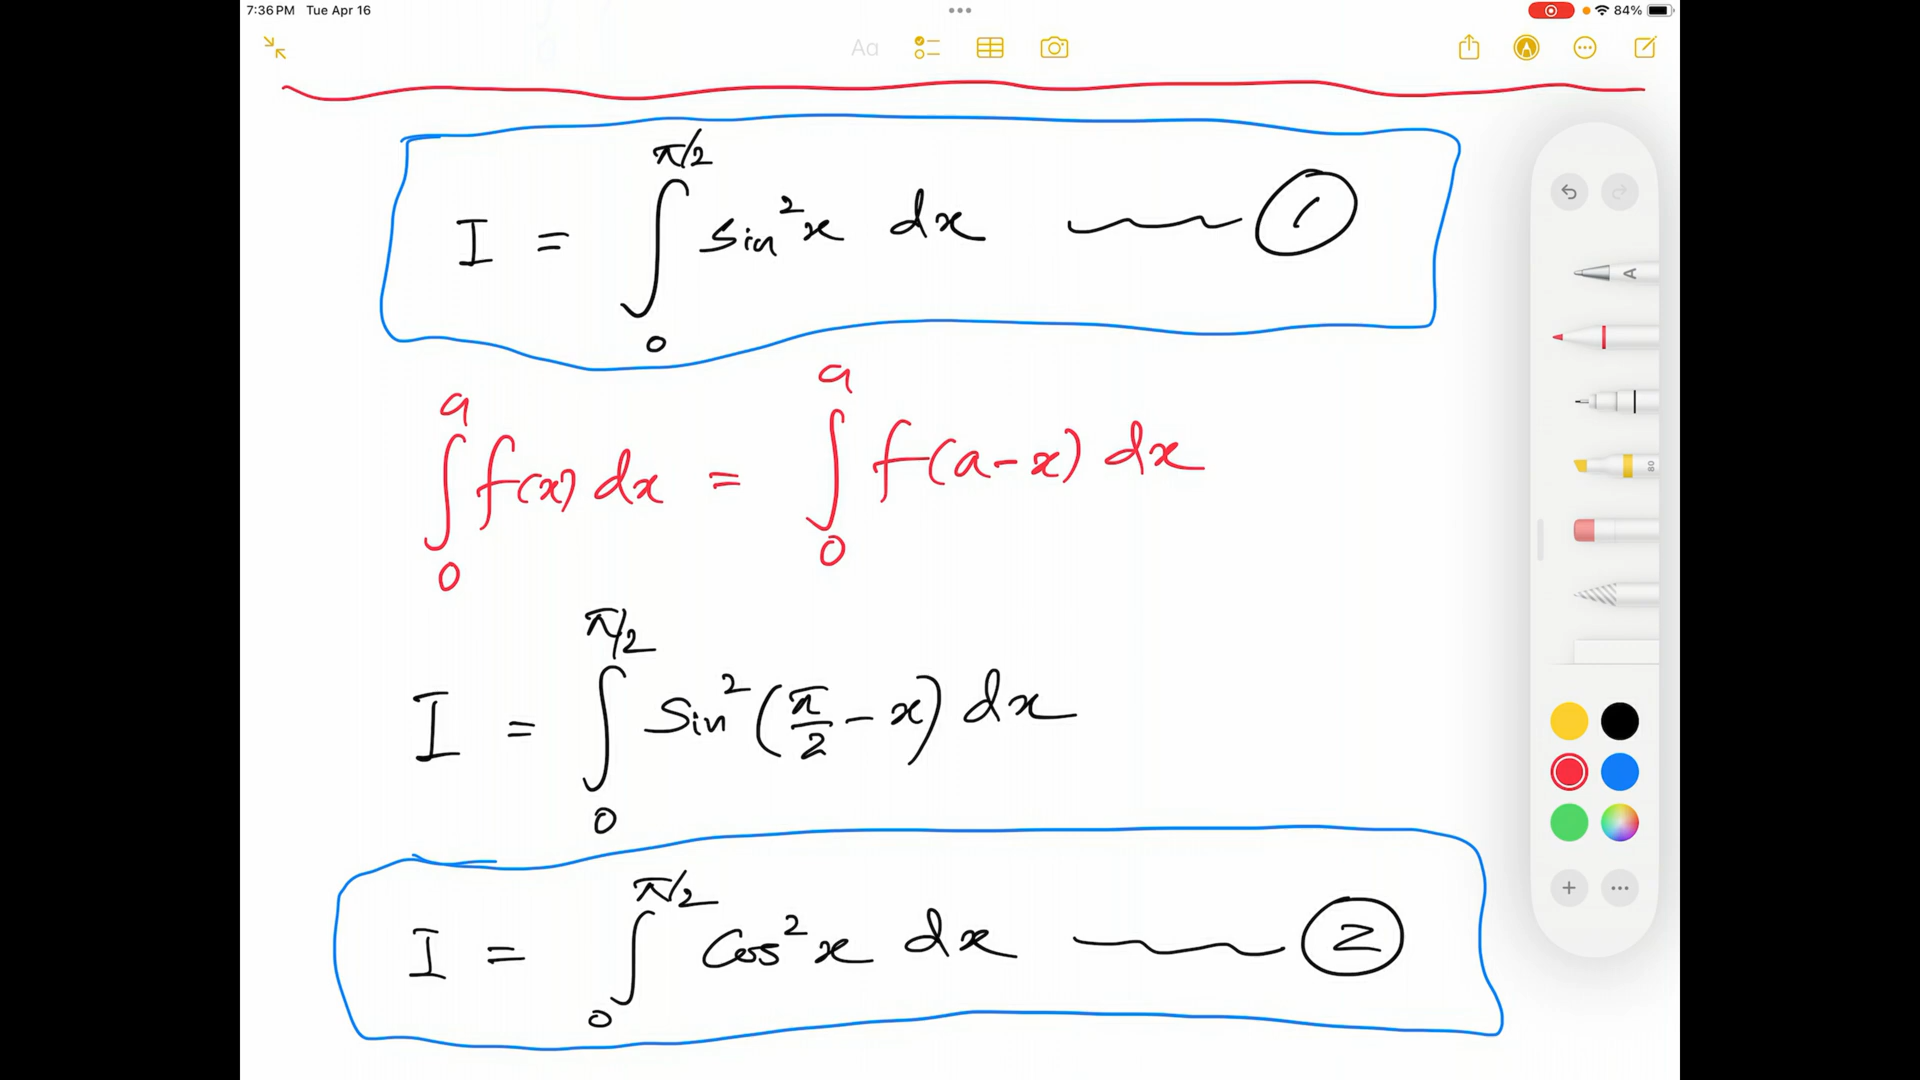 7:36 PM Tue Apr 16 84%
Aa
I = ∫₀^π/2 sin²x dx 1
∫₀^a f(x) dx = ∫₀^a f(a-x) dx
I = ∫₀^π/2 sin²(π/2 - x) dx
I = ∫₀^π/2 cos²x dx 2
A
80